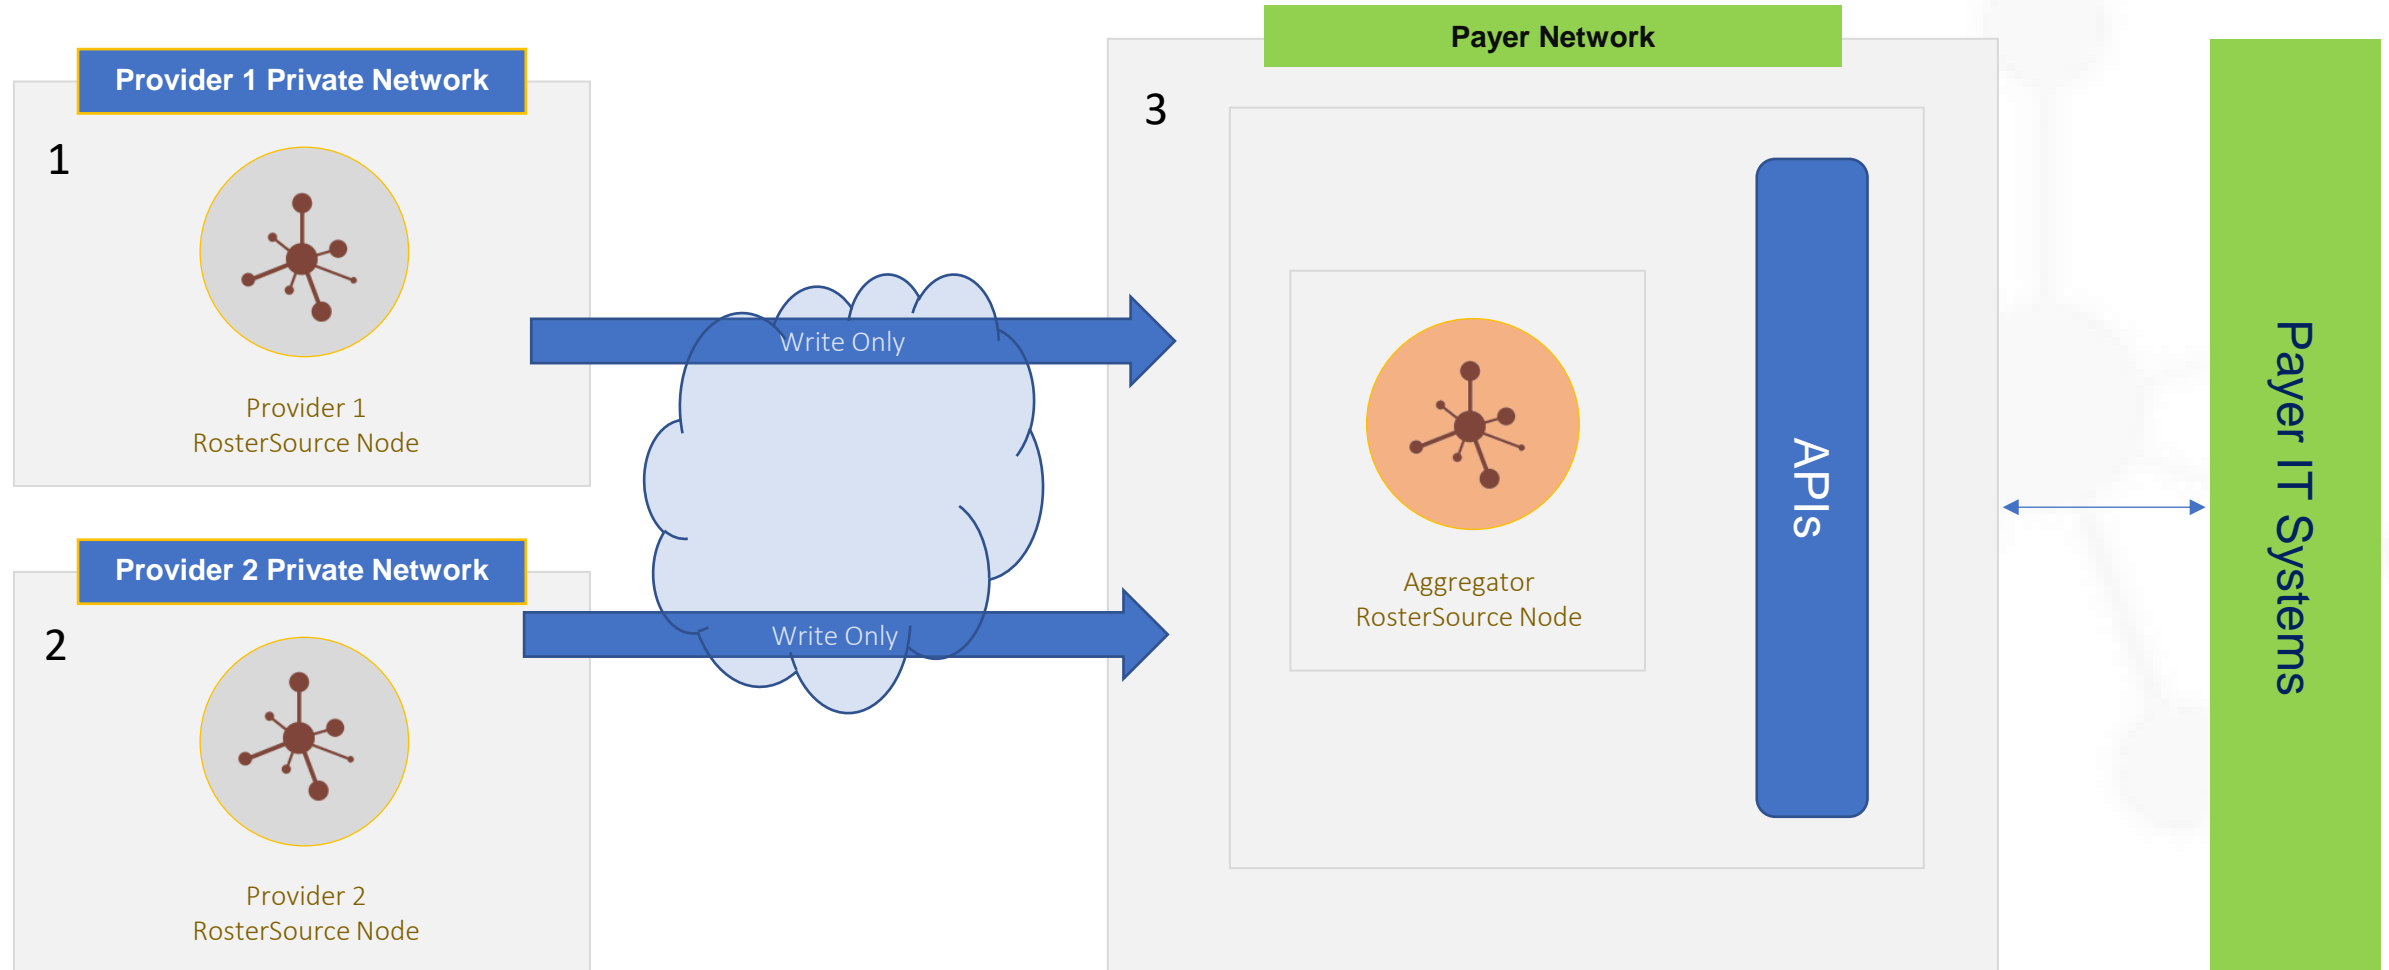 Provider 1 Private Network
1
Provider 1
RosterSource Node
Provider 2 Private Network
2
Provider 2
RosterSource Node
Write Only
Write Only
Payer Network
3
Aggregator
RosterSource Node
APIs
Payer IT Systems